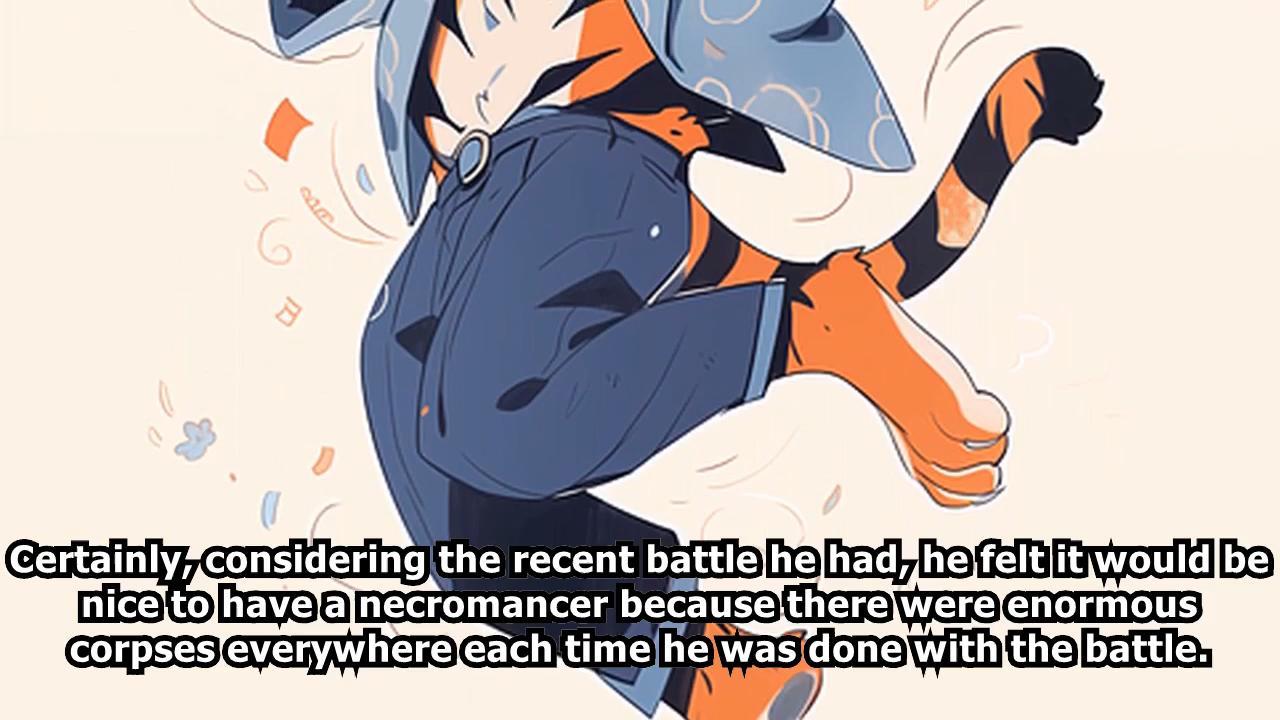 Certainly, considering the recent battle he had, he felt it would be
nice to have a necromancer because there were enormous
corpses everywhere each time he was done with the battle.